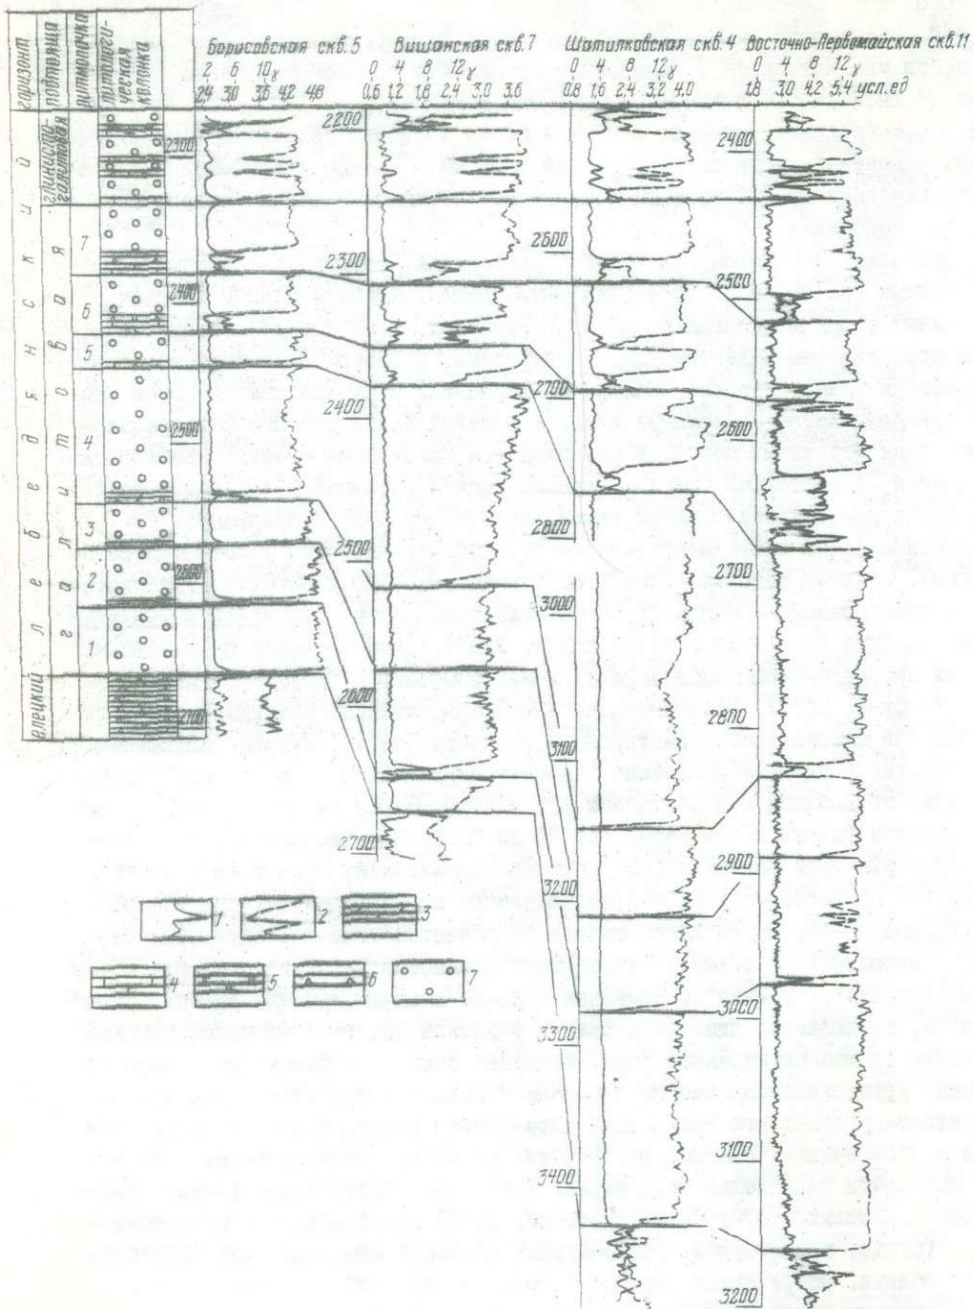 горизонт.
подтолща
ритмопачка
литологи-
ческая
колонка
Борисовская скв.5
Вишанская скв.7
Шатилковская скв.4
Восточно-Первомайская скв.11
2 6 10 γ
0 4 8 12 γ
0 4 8 12 γ
0 4 8 12 γ
2,4 3,0 3,6 4,2 4,8
0,6 1,2 1,8 2,4 3,0 3,6
0,8 1,6 2,4 3,2 4,0
1,8 3,0 4,2 5,4 усл.ед
лебедянский
елецкий
глинисто-
галитовая
галитовая
7
6
5
4
3
2
1
2300
2400
2500
2600
2700
2200
2300
2400
2500
2600
2700
2600
2700
2800
3000
3100
3200
3300
3400
2400
2500
2600
2700
2800
2900
3000
3100
3200
1
2
3
4
5
6
7